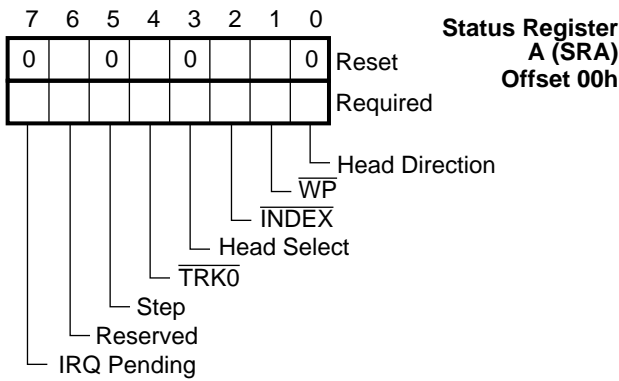 7 6 5 4 3 2 1 0
Status Register
A (SRA)
Offset 00h
0 0 0 0 Reset
Required
Head Direction
WP
INDEX
Head Select
TRK0
Step
Reserved
IRQ Pending